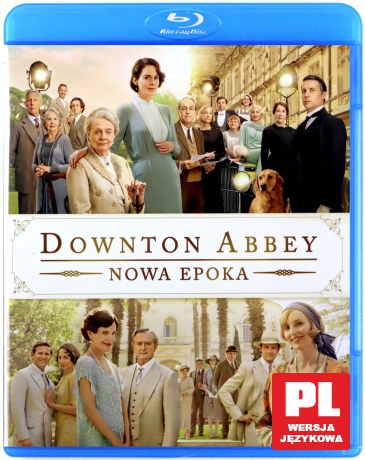 Blu-ray Disc
DOWNTON ABBEY
NOWA EPOKA
PL
WERSJA
JĘZYKOWA